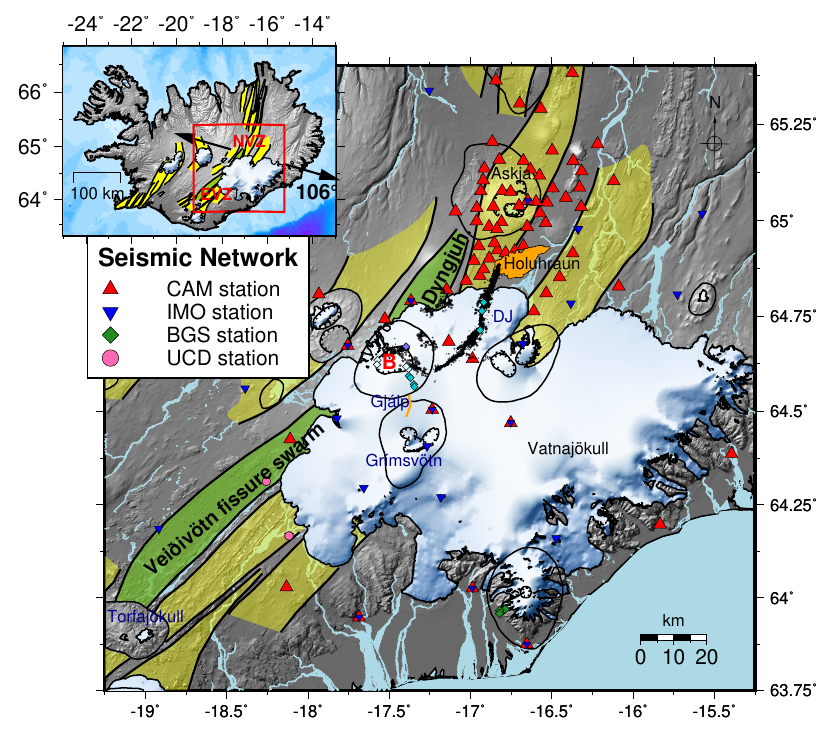 -24° -22° -20° -18° -16° -14°
66°
65°
64°
NVZ
EVZ
100 km
106°
N
Seismic Network
CAM station
IMO station
BGS station
UCD station
65.25°
65°
64.75°
64.5°
64.25°
64°
63.75°
Askja
Holuhraun
Dyngjuh
DJ
B
Gjálp
Grímsvötn
Vatnajökull
Veiðivötn fissure swarm
Torfajökull
km
0 10 20
-19° -18.5° -18° -17.5° -17° -16.5° -16° -15.5°